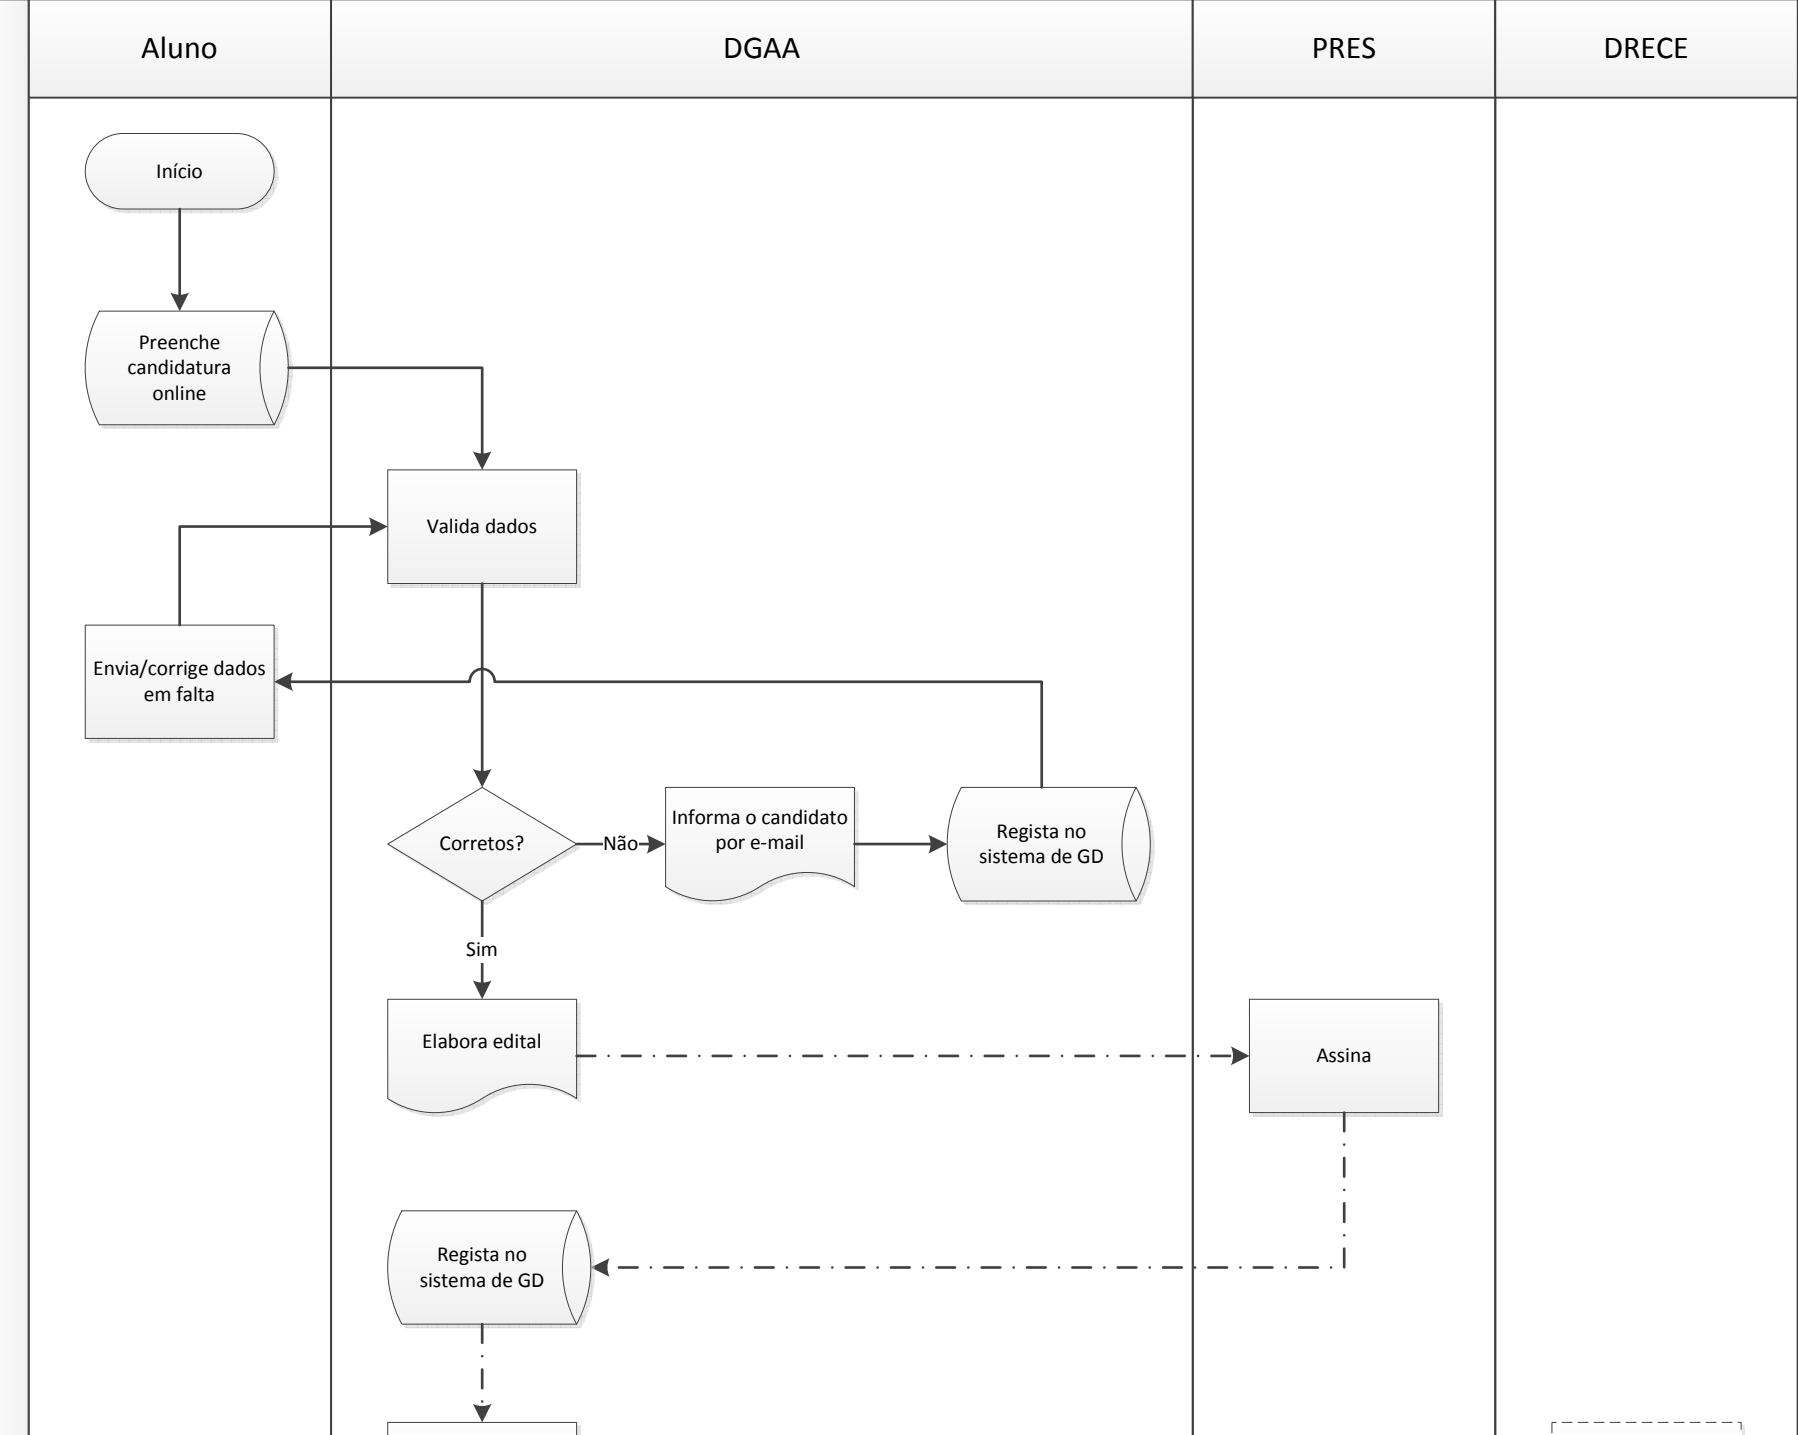 Aluno
DGAA
PRES
DRECE
Início
Preenche
candidatura
online
Valida dados
Envia/corrige dados
em falta
Corretos?
Não
Informa o candidato
por e-mail
Regista no
sistema de GD
Sim
Elabora edital
Assina
Regista no
sistema de GD